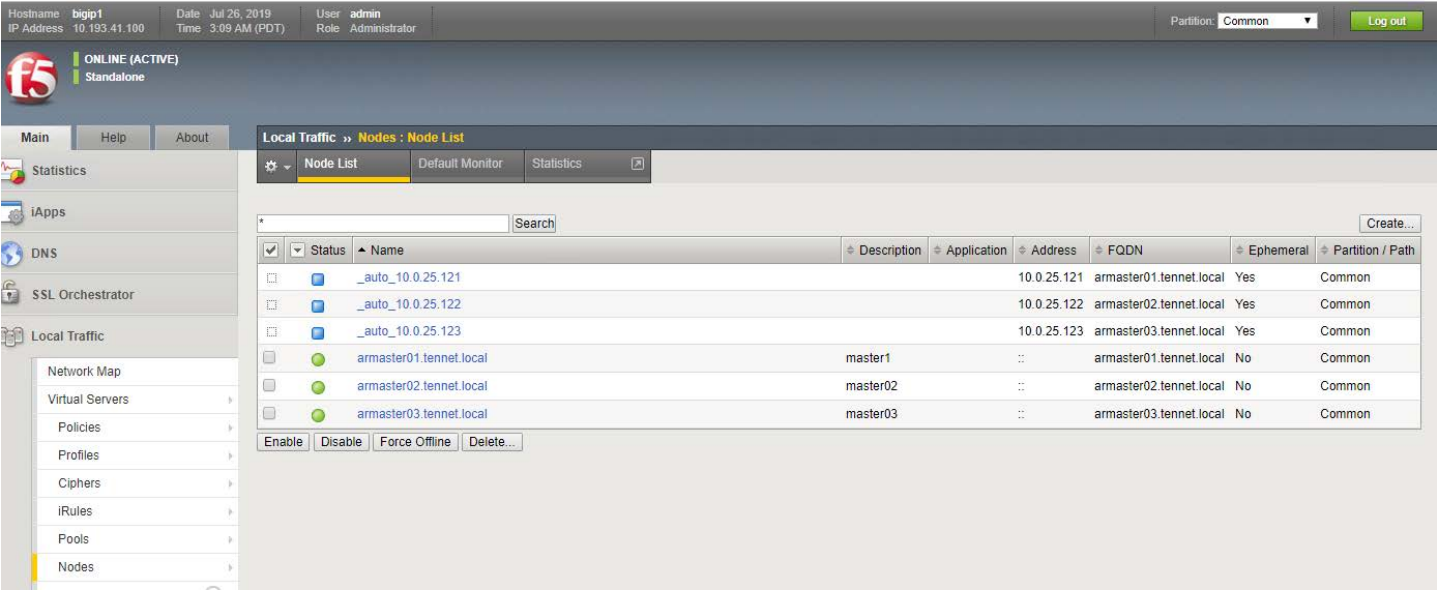 Hostname bigip1 Date Jul 26, 2019 User admin
IP Address 10.193.41.100 Time 3:09 AM (PDT) Role Administrator
Partition: Common Log out
f5
ONLINE (ACTIVE)
Standalone
Main Help About
Local Traffic ›› Nodes : Node List
Node List Default Monitor Statistics
Statistics
iApps
DNS
SSL Orchestrator
Local Traffic
Network Map
Virtual Servers
Policies
Profiles
Ciphers
iRules
Pools
Nodes
* Search Create...
Status Name Description Application Address FQDN Ephemeral Partition / Path
_auto_10.0.25.121 10.0.25.121 armaster01.tennet.local Yes Common
_auto_10.0.25.122 10.0.25.122 armaster02.tennet.local Yes Common
_auto_10.0.25.123 10.0.25.123 armaster03.tennet.local Yes Common
armaster01.tennet.local master1 :: armaster01.tennet.local No Common
armaster02.tennet.local master02 :: armaster02.tennet.local No Common
armaster03.tennet.local master03 :: armaster03.tennet.local No Common
Enable Disable Force Offline Delete...